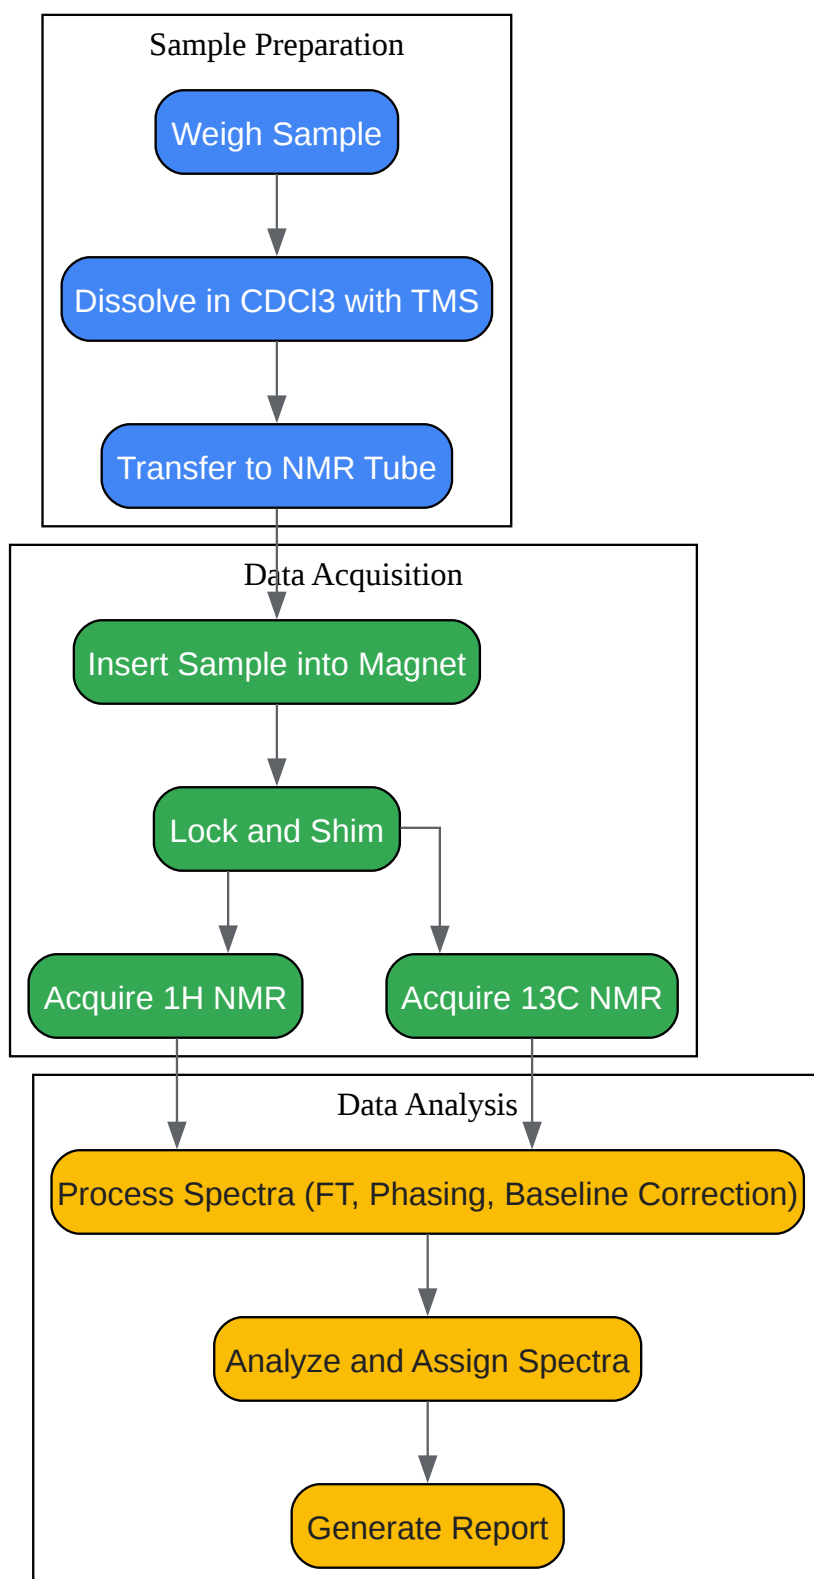 Sample Preparation
Weigh Sample
Dissolve in CDCl3 with TMS
Transfer to NMR Tube
Data Acquisition
Insert Sample into Magnet
Lock and Shim
Acquire 1H NMR
Acquire 13C NMR
Data Analysis
Process Spectra (FT, Phasing, Baseline Correction)
Analyze and Assign Spectra
Generate Report